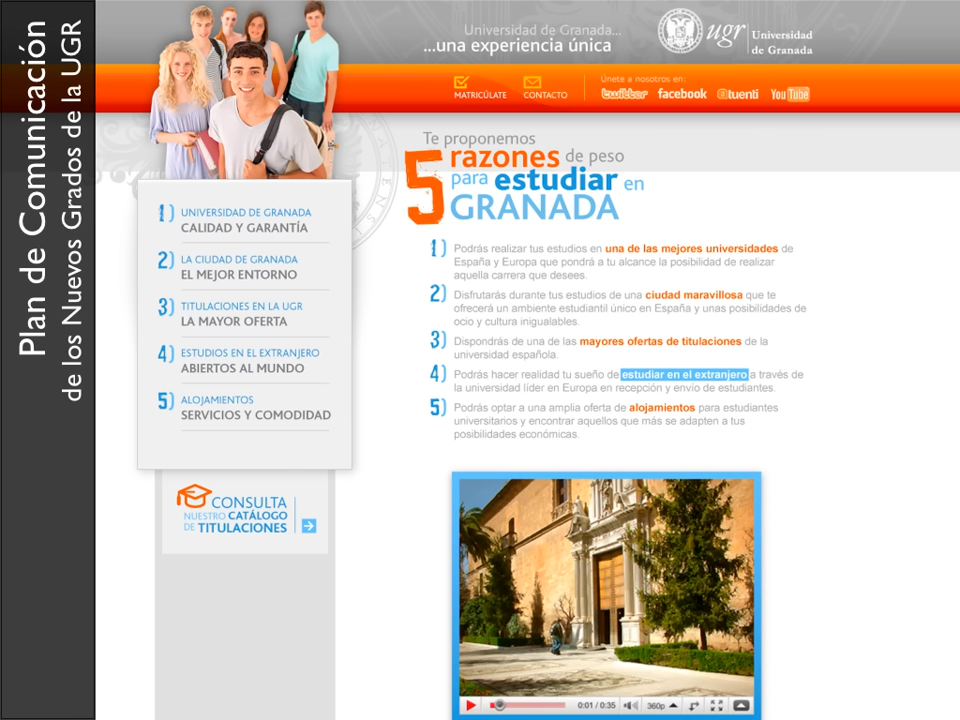 Plan de Comunicación
de los Nuevos Grados de la UGR
Universidad de Granada...
...una experiencia única
ugr
Universidad
de Granada
MATRICÚLATE
CONTACTO
Únete a nosotros en:
twitter
facebook
tuenti
YouTube
Te proponemos
5 razones de peso
para estudiar en
GRANADA
1) UNIVERSIDAD DE GRANADA
CALIDAD Y GARANTÍA
2) LA CIUDAD DE GRANADA
EL MEJOR ENTORNO
3) TITULACIONES EN LA UGR
LA MAYOR OFERTA
4) ESTUDIOS EN EL EXTRANJERO
ABIERTOS AL MUNDO
5) ALOJAMIENTOS
SERVICIOS Y COMODIDAD
CONSULTA
NUESTRO CATÁLOGO
DE TITULACIONES
1) Podrás realizar tus estudios en una de las mejores universidades de
España y Europa que pondrá a tu alcance la posibilidad de realizar
aquella carrera que desees.
2) Disfrutarás durante tus estudios de una ciudad maravillosa que te
ofrecerá un ambiente estudiantil único en España y unas posibilidades de
ocio y cultura inigualables.
3) Dispondrás de una de las mayores ofertas de titulaciones de la
universidad española.
4) Podrás hacer realidad tu sueño de estudiar en el extranjero a través de
la universidad líder en Europa en recepción y envío de estudiantes.
5) Podrás optar a una amplia oferta de alojamientos para estudiantes
universitarios y encontrar aquellos que más se adapten a tus
posibilidades económicas.
0:01 / 0:35
360p